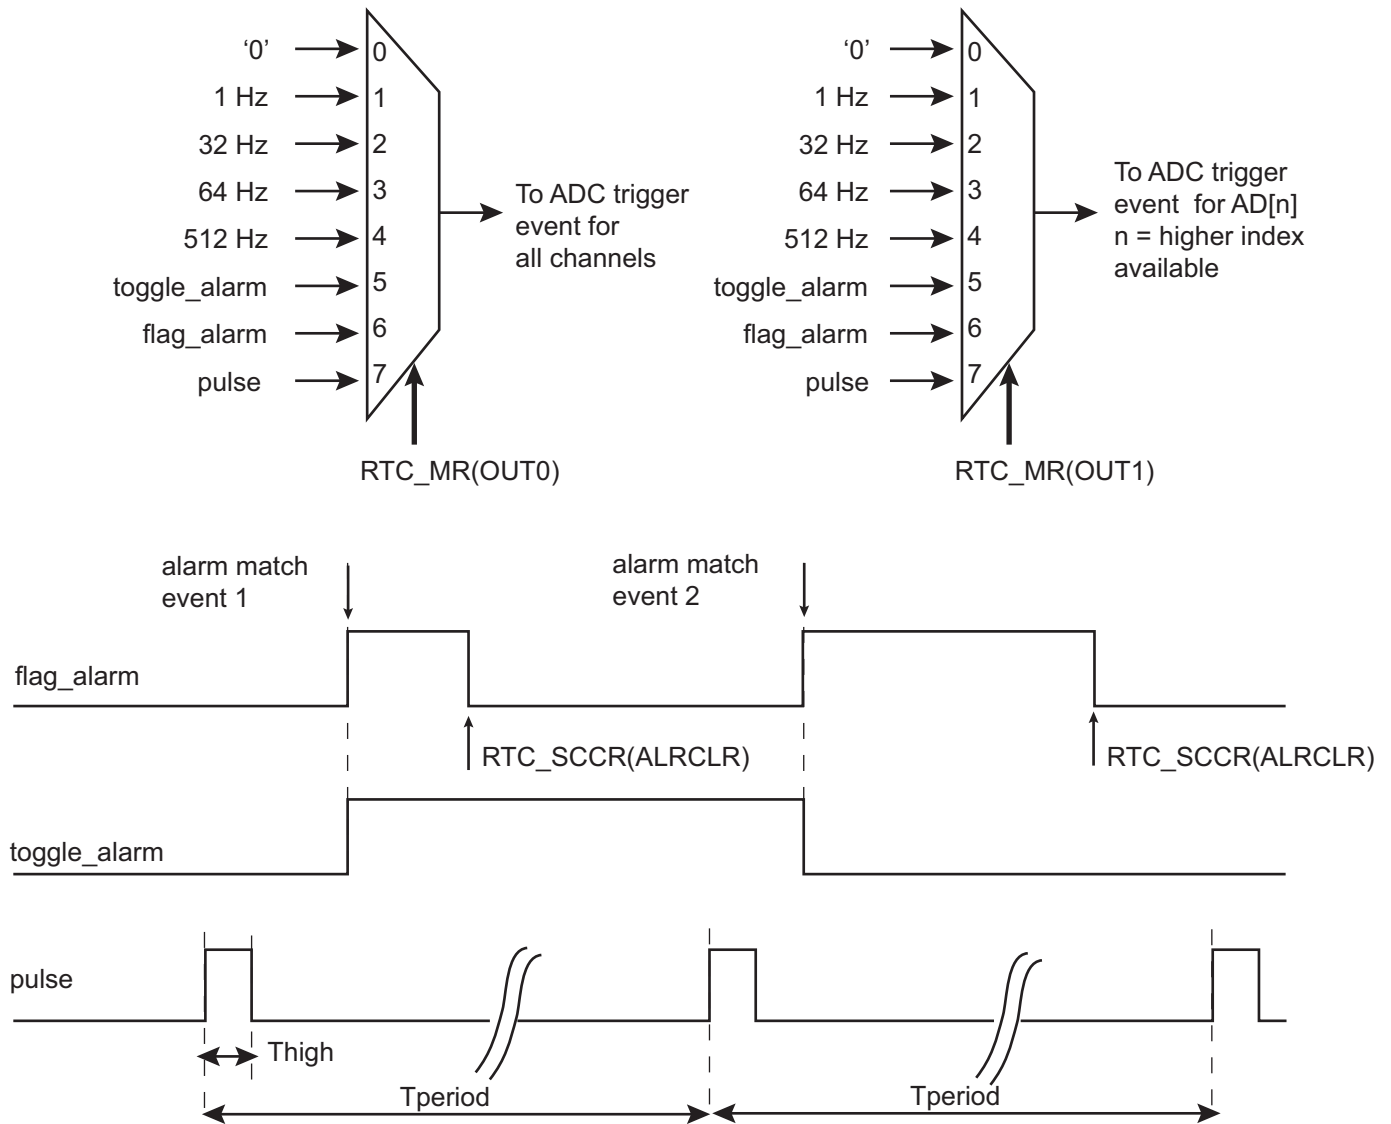 ‘0’
0
1 Hz
1
32 Hz
2
64 Hz
3
512 Hz
4
toggle_alarm
5
flag_alarm
6
pulse
7
To ADC trigger
event for
all channels
RTC_MR(OUT0)
‘0’
0
1 Hz
1
32 Hz
2
64 Hz
3
512 Hz
4
toggle_alarm
5
flag_alarm
6
pulse
7
To ADC trigger
event for AD[n]
n = higher index
available
RTC_MR(OUT1)
alarm match
event 1
alarm match
event 2
flag_alarm
RTC_SCCR(ALRCLR)
RTC_SCCR(ALRCLR)
toggle_alarm
pulse
Thigh
Tperiod
Tperiod